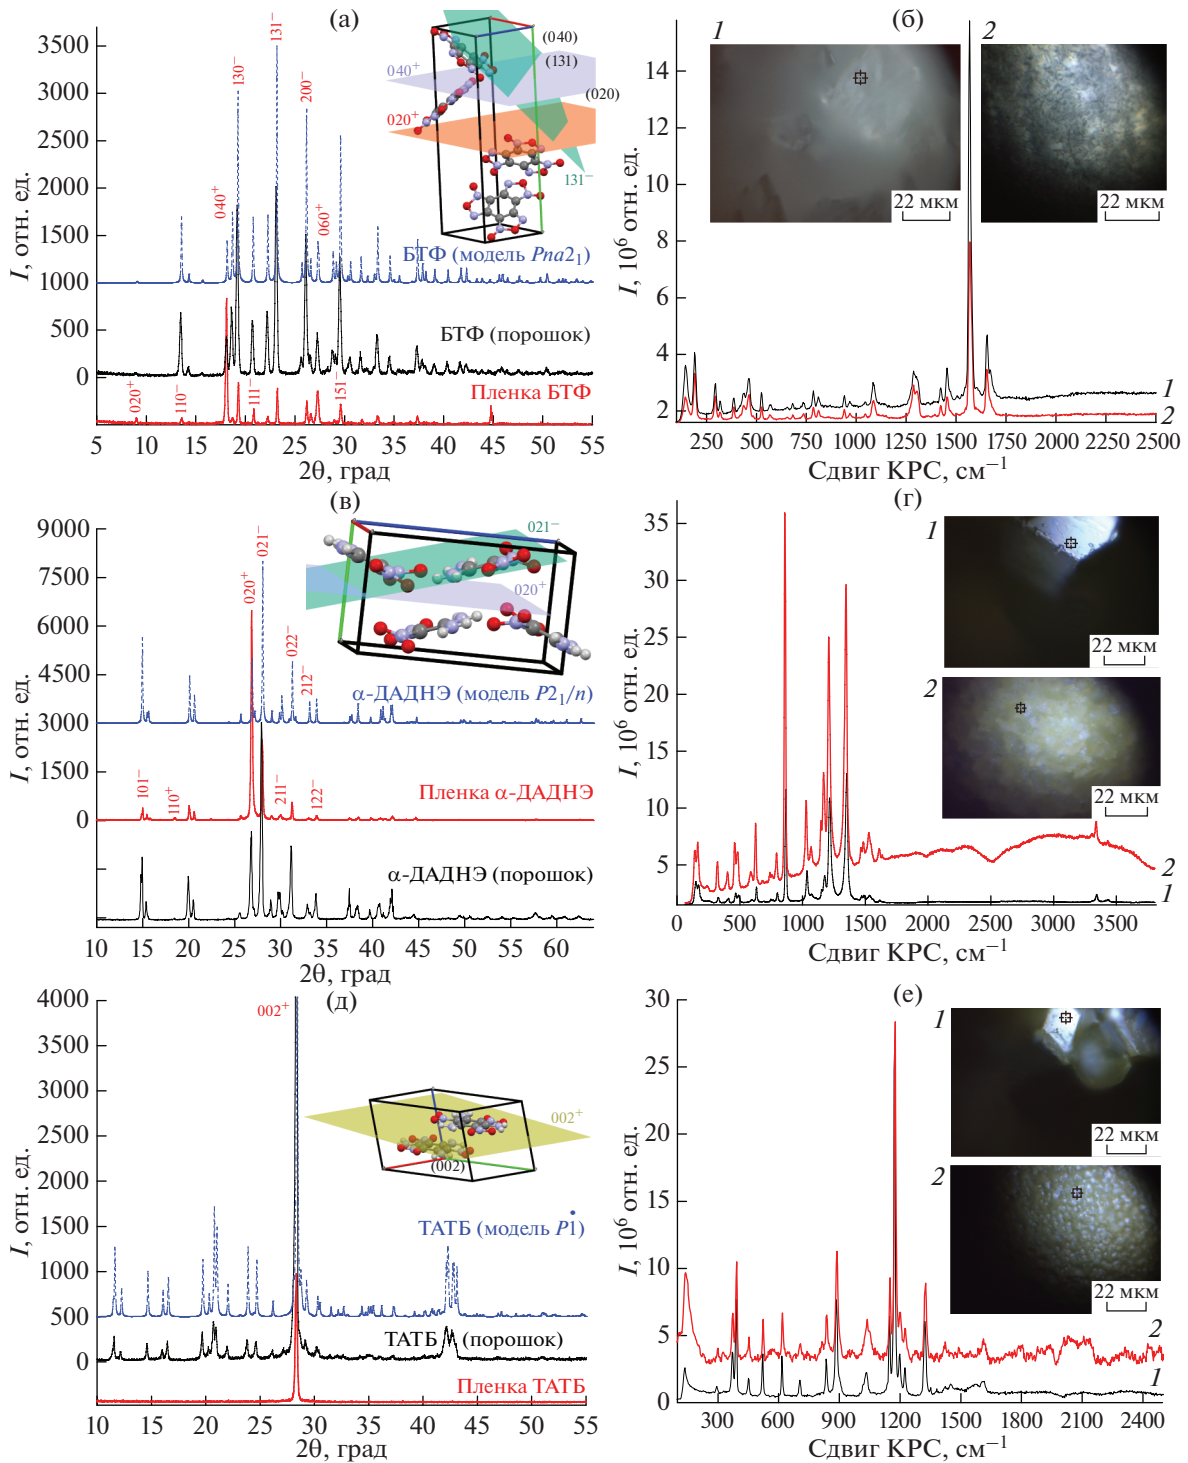 (а)
I, отн. ед.
3500
3000
2500
2000
1500
1000
500
0
131⁻
130⁻
200⁻
040⁺
060⁺
020⁺
110⁻
111⁻
151⁻
040⁺
020⁺
(040)
(131)
(020)
131⁻
БТФ (модель Pna2₁)
БТФ (порошок)
Пленка БТФ
5 10 15 20 25 30 35 40 45 50 55
2θ, град
(б)
I, 10⁶ отн. ед.
14
12
10
8
6
4
2
1
2
22 мкм
22 мкм
1
2
250 500 750 1000 1250 1500 1750 2000 2250 2500
Сдвиг КРС, см⁻¹
(в)
I, отн. ед.
9000
7500
6000
4500
3000
1500
0
021⁻
020⁺
022⁻
212⁻
101⁻
110⁺
211⁻
122⁻
021⁻
020⁺
α-ДАДНЭ (модель P2₁/n)
Пленка α-ДАДНЭ
α-ДАДНЭ (порошок)
10 15 20 25 30 35 40 45 50 55 60
2θ, град
(г)
I, 10⁶ отн. ед.
35
30
25
20
15
10
5
1
22 мкм
2
22 мкм
2
1
0 500 1000 1500 2000 2500 3000 3500
Сдвиг КРС, см⁻¹
(д)
I, отн. ед.
4000
3500
3000
2500
2000
1500
1000
500
500
0
002⁺
002⁺
(002)
ТАТБ (модель P1̇)
ТАТБ (порошок)
Пленка ТАТБ
10 15 20 25 30 35 40 45 50 55
2θ, град
(е)
I, 10⁶ отн. ед.
30
25
20
15
10
5
0
1
22 мкм
2
22 мкм
2
1
300 600 900 1200 1500 1800 2100 2400
Сдвиг КРС, см⁻¹